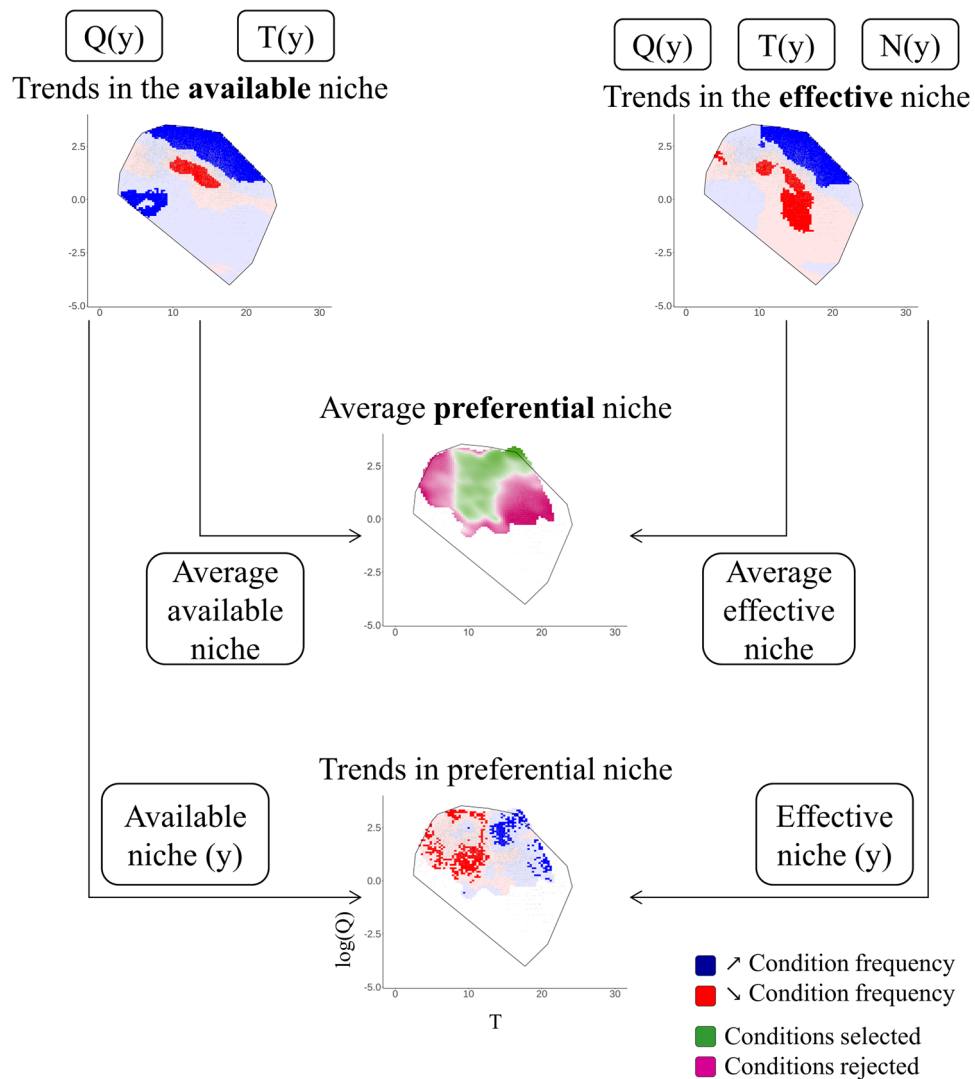 Q(y) T(y) Q(y) T(y) N(y)
Trends in the available niche
Trends in the effective niche
2.5
0.0
-2.5
-5.0
0 10 20 30
2.5
0.0
-2.5
-5.0
0 10 20 30
Average preferential niche
2.5
0.0
-2.5
-5.0
0 10 20 30
Average
available
niche
Average
effective
niche
Trends in preferential niche
Available
niche (y)
Effective
niche (y)
2.5
0.0
-2.5
-5.0
0 10 20 30
log(Q)
T
↗ Condition frequency
↘ Condition frequency
Conditions selected
Conditions rejected